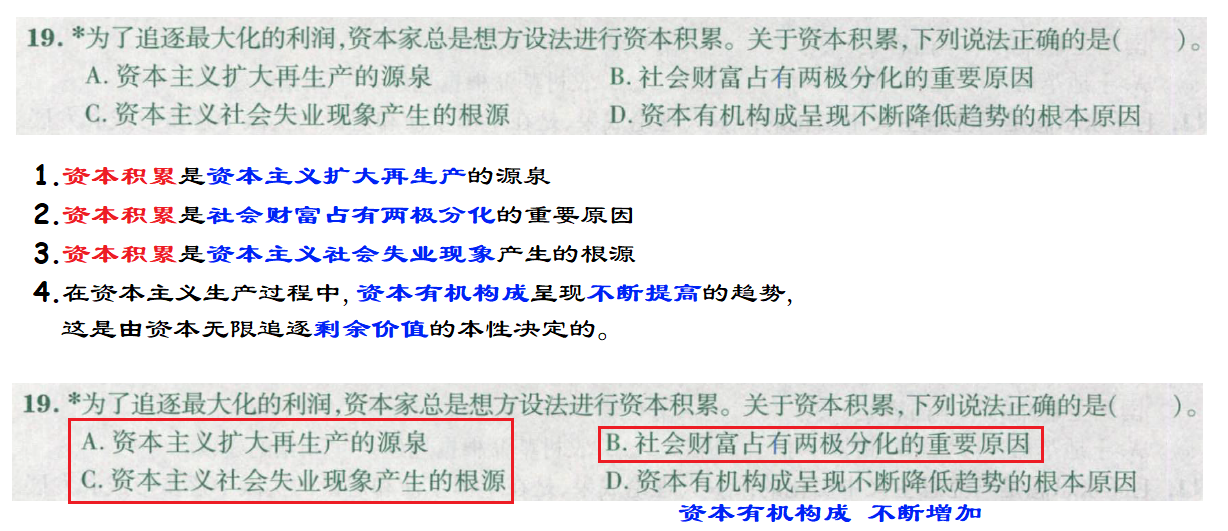 19. *为了追逐最大化的利润,资本家总是想方设法进行资本积累。关于资本积累,下列说法正确的是(　　)。
A. 资本主义扩大再生产的源泉　B. 社会财富占有两极分化的重要原因
C. 资本主义社会失业现象产生的根源　D. 资本有机构成呈现不断降低趋势的根本原因
1.资本积累是资本主义扩大再生产的源泉
2.资本积累是社会财富占有两极分化的重要原因
3.资本积累是资本主义社会失业现象产生的根源
4.在资本主义生产过程中,资本有机构成呈现不断提高的趋势,
这是由资本无限追逐剩余价值的本性决定的。
19. *为了追逐最大化的利润,资本家总是想方设法进行资本积累。关于资本积累,下列说法正确的是(　　)。
A. 资本主义扩大再生产的源泉　B. 社会财富占有两极分化的重要原因
C. 资本主义社会失业现象产生的根源　D. 资本有机构成呈现不断降低趋势的根本原因
资本有机构成 不断增加